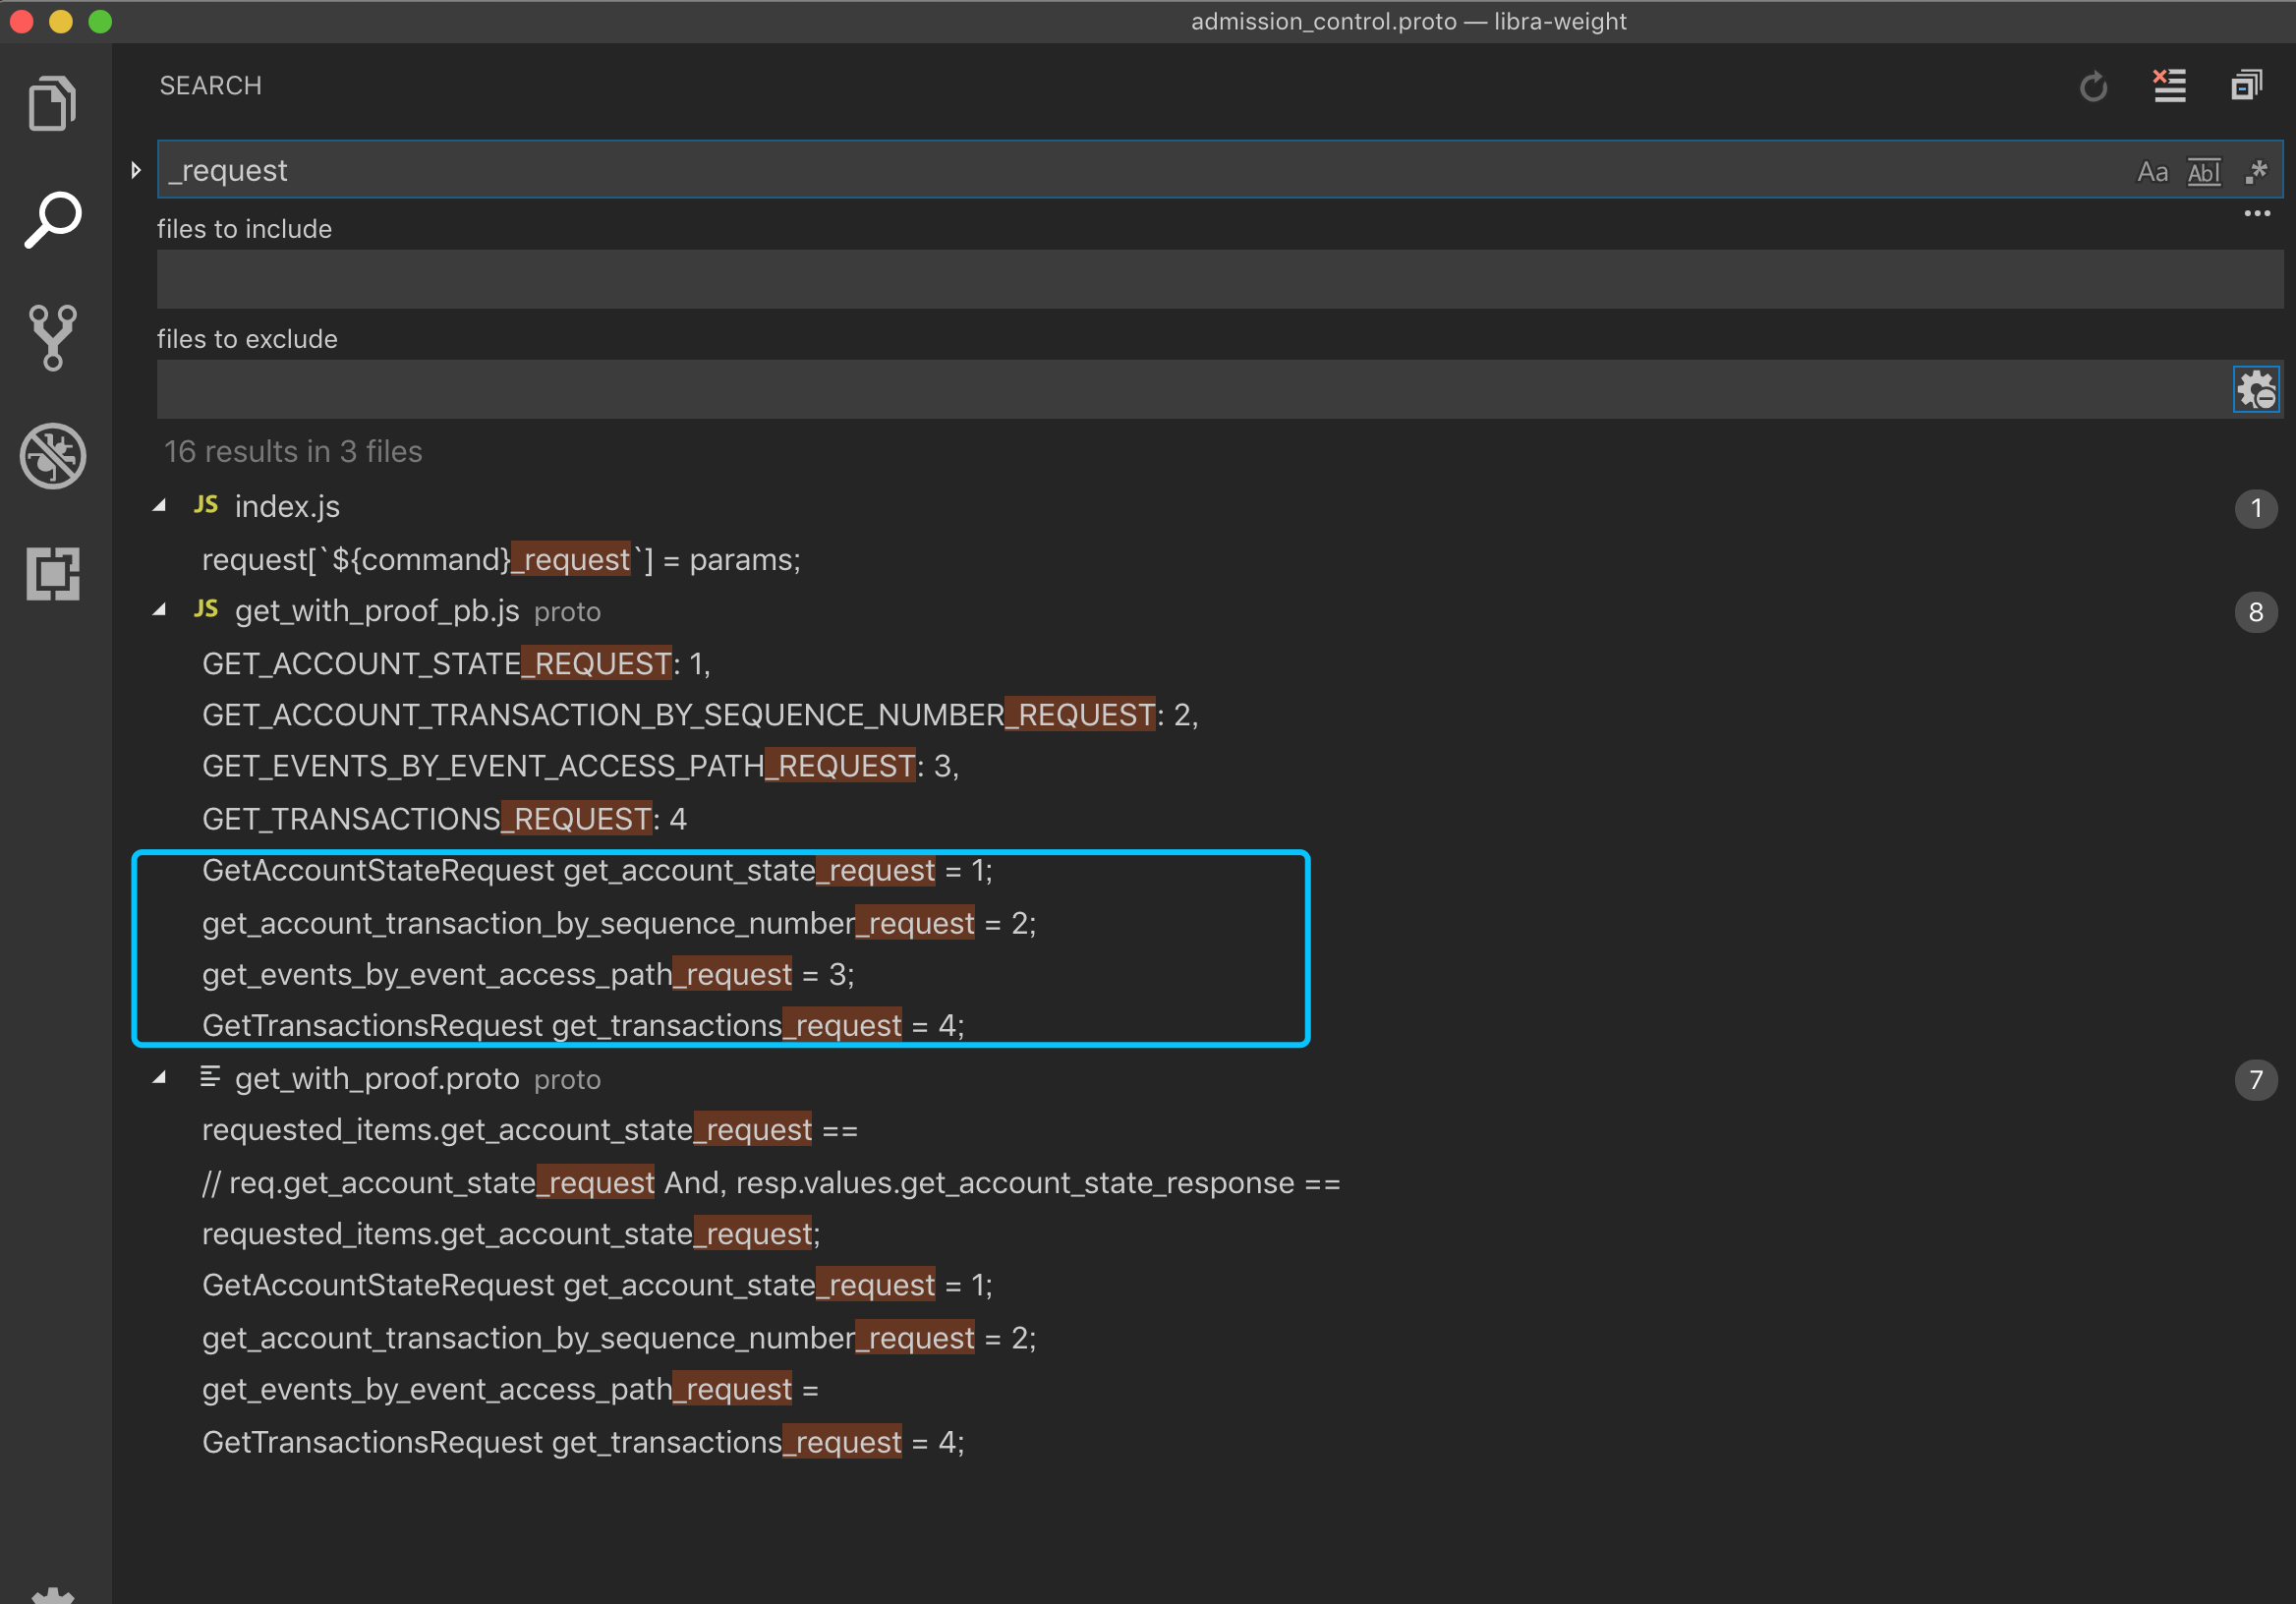 admission_control.proto — libra-weight
SEARCH
_request
Aa Abl .*
files to include
files to exclude
16 results in 3 files
JS index.js 1
request[`${command}_request`] = params;
JS get_with_proof_pb.js proto 8
GET_ACCOUNT_STATE_REQUEST: 1,
GET_ACCOUNT_TRANSACTION_BY_SEQUENCE_NUMBER_REQUEST: 2,
GET_EVENTS_BY_EVENT_ACCESS_PATH_REQUEST: 3,
GET_TRANSACTIONS_REQUEST: 4
GetAccountStateRequest get_account_state_request = 1;
get_account_transaction_by_sequence_number_request = 2;
get_events_by_event_access_path_request = 3;
GetTransactionsRequest get_transactions_request = 4;
get_with_proof.proto proto 7
requested_items.get_account_state_request ==
// req.get_account_state_request And, resp.values.get_account_state_response ==
requested_items.get_account_state_request;
GetAccountStateRequest get_account_state_request = 1;
get_account_transaction_by_sequence_number_request = 2;
get_events_by_event_access_path_request =
GetTransactionsRequest get_transactions_request = 4;